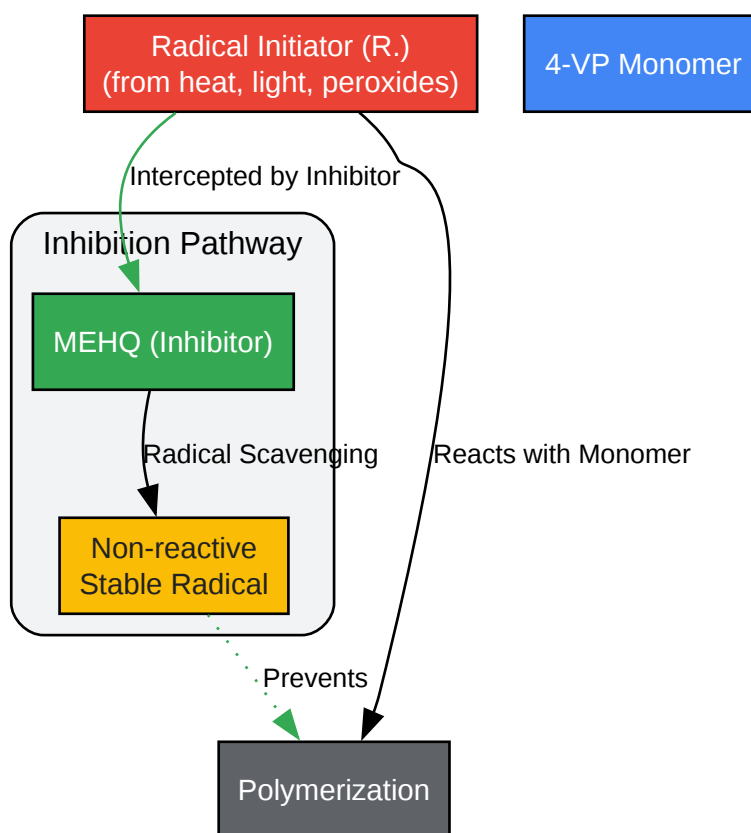 Radical Initiator (R.)
(from heat, light, peroxides)
4-VP Monomer
Intercepted by Inhibitor
Inhibition Pathway
MEHQ (Inhibitor)
Radical Scavenging
Reacts with Monomer
Non-reactive
Stable Radical
Prevents
Polymerization